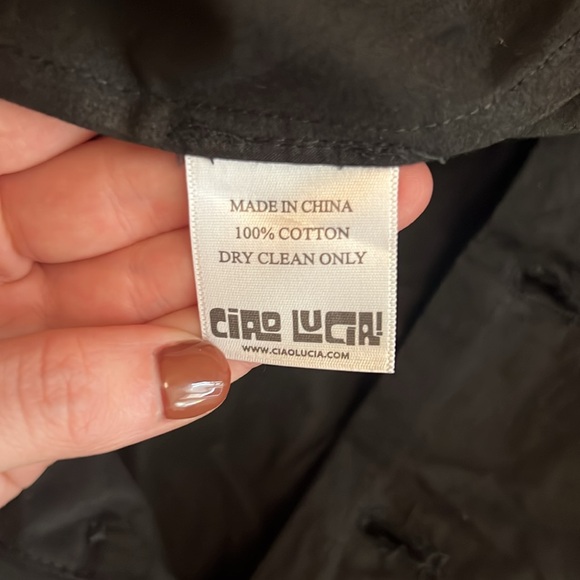 MADE IN CHINA
100% COTTON
DRY CLEAN ONLY
CIAO LUCIA!
WWW.CIAOLUCIA.COM